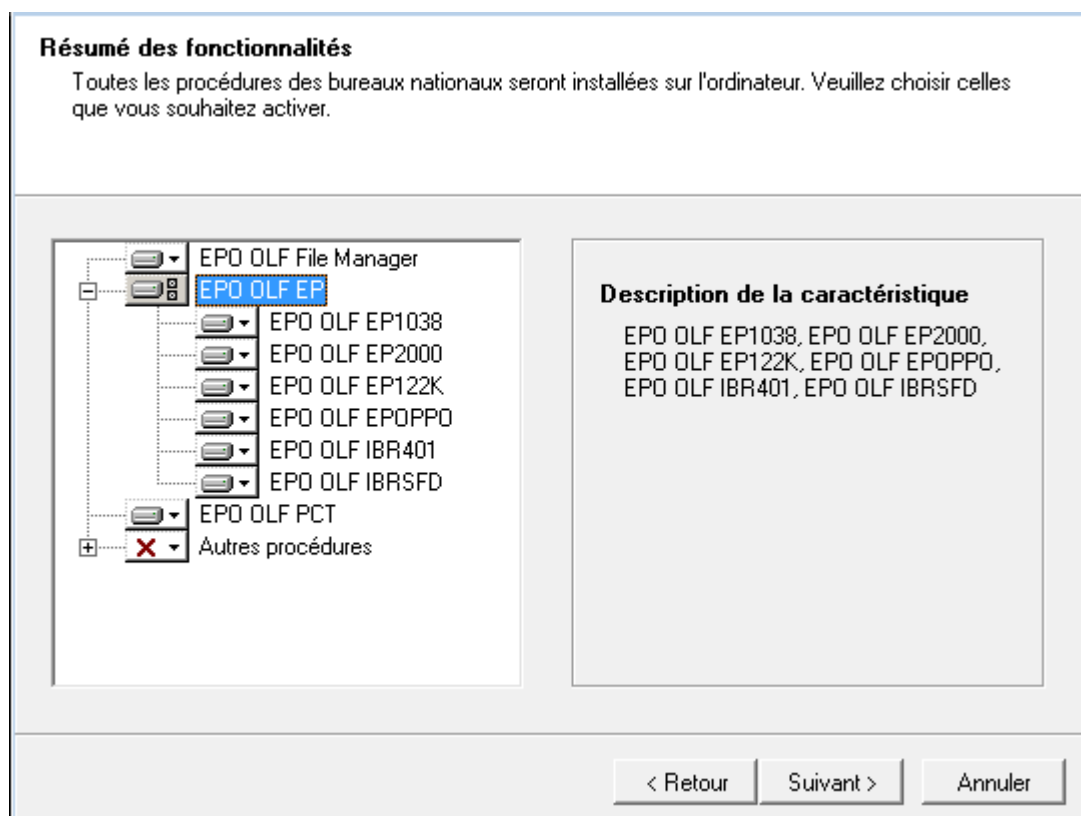 Résumé des fonctionnalités
Toutes les procédures des bureaux nationaux seront installées sur l'ordinateur. Veuillez choisir celles
que vous souhaitez activer.
EPO OLF File Manager
EPO OLF EP
EPO OLF EP1038
EPO OLF EP2000
EPO OLF EP122K
EPO OLF EPOPPO
EPO OLF IBR401
EPO OLF IBRSFD
EPO OLF PCT
Autres procédures
Description de la caractéristique
EPO OLF EP1038, EPO OLF EP2000,
EPO OLF EP122K, EPO OLF EPOPPO,
EPO OLF IBR401, EPO OLF IBRSFD
< Retour
Suivant >
Annuler